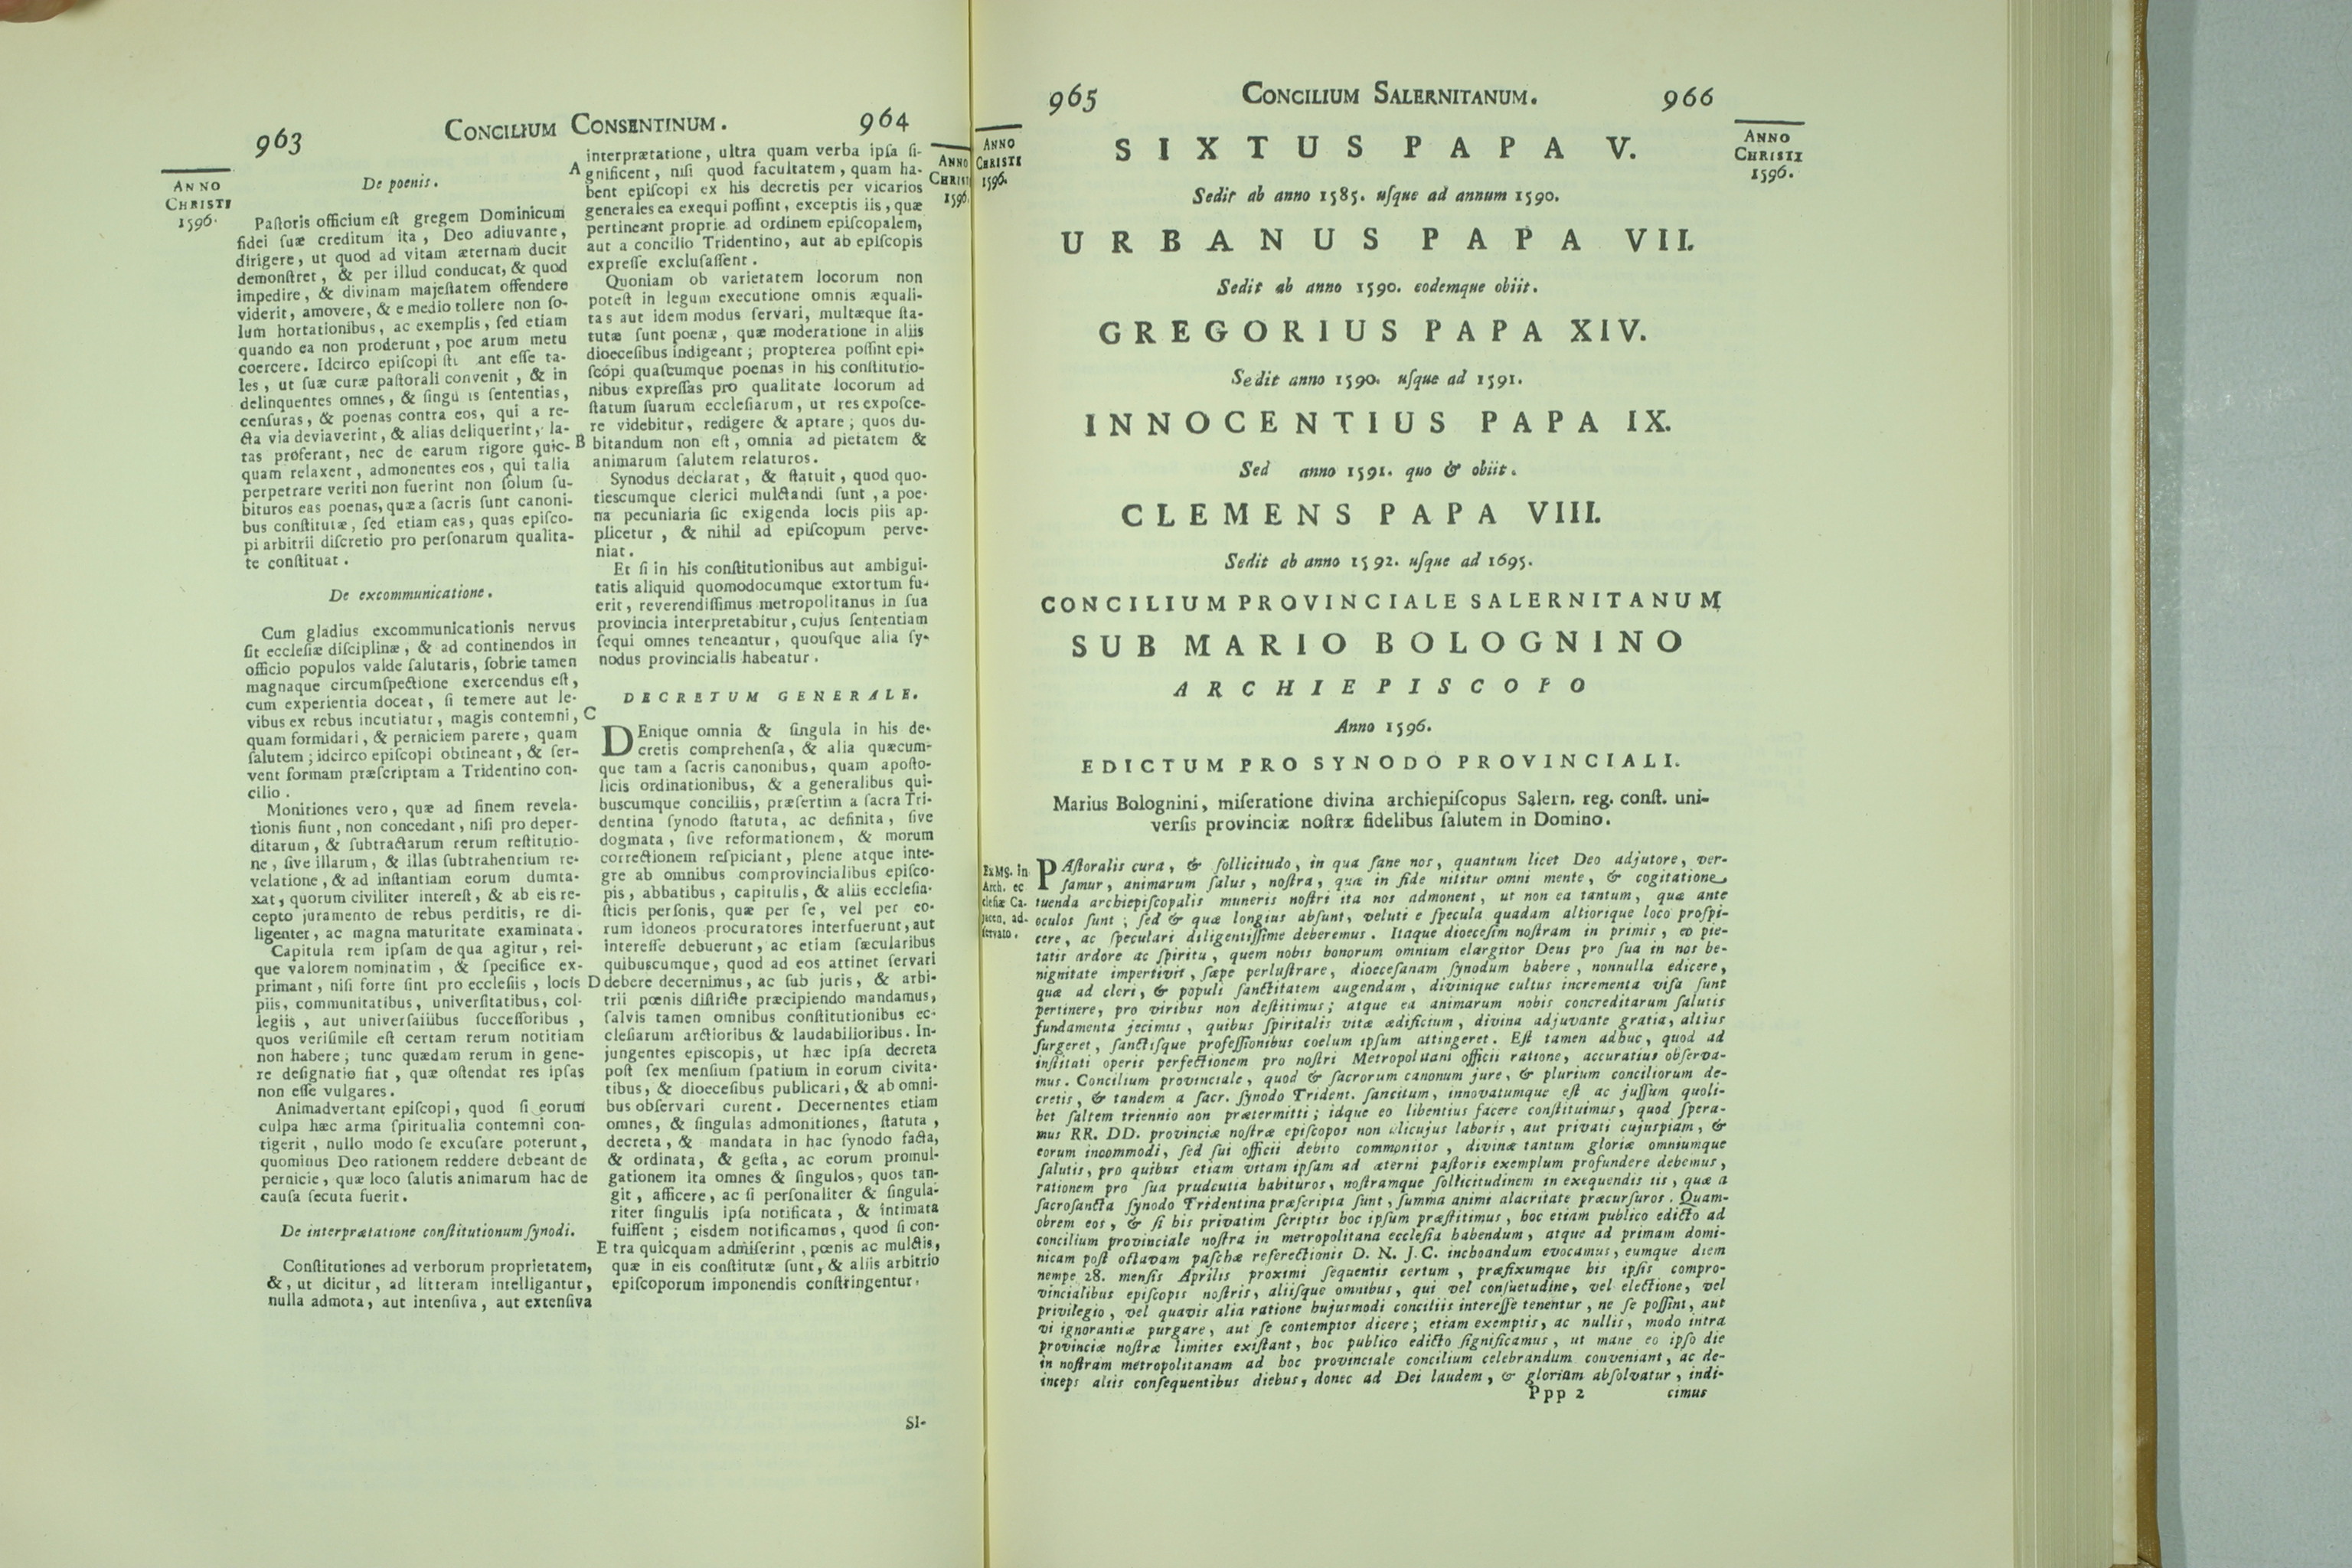 963
CONCILIUM CONSENTINUM.
964
ANNO
CHRISTI
1596.
De poenis.
Paſtoris officium eſt gregem Dominicum
fidei ſuæ creditum ita, Deo adiuvante,
dirigere, ut quod ad vitam æternam ducit
demonſtret, & per illud conducat, & quod
impedire, & divinam majeſtatem offendere
viderit, amovere, & e medio tollere non ſo-
lum hortationibus, ac exemplis, ſed etiam
quando ea non proderunt, poe arum metu
coercere. Idcirco epiſcopi ant eſſe ta-
les, ut ſuæ curæ paſtorali convenit, & in
delinquentes omnes, & ſingu is ſententias,
cenſuras, & poenas contra eos, qui a re-
cta via deviaverint, & alias deliquerint, la-
tas proferant, nec de earum rigore quic-
quam relaxent, admonentes eos, qui talia
perpetrare veriti non fuerint non ſolum ſu-
bituros eas poenas, quæ a ſacris ſunt canoni-
bus conſtitutæ, ſed etiam eas, quas epiſco-
pi arbitrii diſcretio pro perſonarum qualita-
te conſtituat.
De excommunicatione.
Cum gladius excommunicationis nervus
ſit eccleſiæ diſciplinæ, & ad continendos in
officio populos valde ſalutaris, ſobrie tamen
magnaque circumſpectione exercendus eſt,
cum experientia doceat, ſi temere aut le-
vibus ex rebus incutiatur, magis contemni,
quam formidari, & perniciem parere, quam
ſalutem; idcirco epiſcopi obtineant, & ſer-
vent formam præſcriptam a Tridentino con-
cilio.
Monitiones vero, quæ ad finem revela-
tionis fiunt, non concedant, niſi pro deper-
ditarum, & ſubtractarum rerum reſtitutio-
ne, ſive illarum, & illas ſubtrahentium re-
velatione, & ad inſtantiam eorum dumta-
xat, quorum civiliter intereſt, & ab eis re-
cepto juramento de rebus perditis, re di-
ligenter, ac magna maturitate examinata.
Capitula rem ipſam de qua agitur, rei-
que valorem nominatim, & ſpecifice ex-
primant, niſi forte ſint pro eccleſiis, locis
piis, communitatibus, univerſitatibus, col-
legiis, aut univerſalibus ſucceſſoribus,
quos veriſimile eſt certam rerum notitiam
non habere; tunc quædam rerum in gene-
re deſignatio fiat, quæ oſtendat res ipſas
non eſſe vulgares.
Animadvertant epiſcopi, quod ſi eorum
culpa hæc arma ſpiritualia contemni con-
tigerit, nullo modo ſe excuſare poterunt,
quominus Deo rationem reddere debeant de
pernicie, quæ loco ſalutis animarum hac de
cauſa ſecuta fuerit.
De interprætatione conſtitutionum ſynodi.
Conſtitutiones ad verborum proprietatem,
&, ut dicitur, ad litteram intelligantur,
nulla admota, aut intenſiva, aut extenſiva
interprætatione, ultra quam verba ipſa ſi-
A gnificent, niſi quod facultatem, quam ha-
bent epiſcopi ex his decretis per vicarios
generales ea exequi poſſint, exceptis iis, quæ
pertineant proprie ad ordinem epiſcopalem,
aut a concilio Tridentino, aut ab epiſcopis
expreſſe excluſaſſent.
Quoniam ob varietatem locorum non
poteſt in legum executione omnis æquali-
tas aut idem modus ſervari, multæque ſta-
tutæ ſunt poenæ, quæ moderatione in aliis
dioeceſibus indigeant; propterea poſſint epi-
ſcopi quaſcumque poenas in his conſtitutio-
nibus expreſſas pro qualitate locorum ad
ſtatum ſuarum eccleſiarum, ut res expoſce-
re videbitur, redigere & aptare; quos du-
B bitandum non eſt, omnia ad pietatem &
animarum ſalutem relaturos.
Synodus declarat, & ſtatuit, quod quo-
tieſcumque clerici mulctandi ſunt, a poe-
na pecuniaria ſic exigenda locis piis ap-
plicetur, & nihil ad epiſcopum perve-
niat.
Et ſi in his conſtitutionibus aut ambigui-
tatis aliquid quomodocumque extortum fu-
erit, reverendiſſimus metropolitanus in ſua
provincia interpretabitur, cujus ſententiam
ſequi omnes teneantur, quouſque alia ſy-
nodus provincialis habeatur.
DECRETUM GENERALE.
C
DEnique omnia & ſingula in his de-
cretis comprehenſa, & alia quæcum-
que tam a ſacris canonibus, quam apoſto-
licis ordinationibus, & a generalibus qui-
buſcumque conciliis, præſertim a ſacra Tri-
dentina ſynodo ſtatuta, ac definita, ſive
dogmata, ſive reformationem, & morum
correctionem reſpiciant, plene atque inte-
gre ab omnibus comprovincialibus epiſco-
pis, abbatibus, capitulis, & aliis eccleſia-
ſticis perſonis, quæ per ſe, vel per eo-
rum idoneos procuratores interfuerunt, aut
intereſſe debuerunt, ac etiam ſæcularibus
quibuſcumque, quod ad eos attinet ſervari
D debere decernimus, ac ſub juris, & arbi-
trii pœnis diſtricte præcipiendo mandamus,
ſalvis tamen omnibus conſtitutionibus ec-
cleſiarum arctioribus & laudabilioribus. In-
jungentes epiſcopis, ut hæc ipſa decreta
poſt ſex menſium ſpatium in eorum civita-
tibus, & dioeceſibus publicari, & ab omni-
bus obſervari curent. Decernentes etiam
omnes, & ſingulas admonitiones, ſtatuta,
decreta, & mandata in hac ſynodo facta,
& ordinata, & geſta, ac eorum promul-
gationem ita omnes & ſingulos, quos tan-
git, afficere, ac ſi perſonaliter & ſingula-
riter ſingulis ipſa notificata, & intimata
fuiſſent; eiſdem notificamus, quod ſi con-
E tra quicquam admiſerint, pœnis ac mulctis,
quæ in eis conſtitutæ ſunt, & aliis arbitrio
epiſcoporum imponendis conſtringentur.
SI-
ANNO
CHRISTI
1596.
965
CONCILIUM SALERNITANUM.
966
ANNO
CHRISTI
1596.
ANNO
CHRISTI
1596.
SIXTUS PAPA V.
Sedit ab anno 1585. uſque ad annum 1590.
URBANUS PAPA VII.
Sedit ab anno 1590. eodemque obiit.
GREGORIUS PAPA XIV.
Sedit anno 1590. uſque ad 1591.
INNOCENTIUS PAPA IX.
Sed anno 1591. quo & obiit.
CLEMENS PAPA VIII.
Sedit ab anno 1592. uſque ad 1695.
CONCILIUM PROVINCIALE SALERNITANUM
SUB MARIO BOLOGNINO
ARCHIEPISCOPO
Anno 1596.
EDICTUM PRO SYNODO PROVINCIALI.
Marius Bolognini, miſeratione divina archiepiſcopus Salern. reg. conſt. uni-
verſis provinciæ noſtræ fidelibus ſalutem in Domino.
Ex MS. in
Arch. ec
cleſiæ Ca-
jacen. ad-
ſervato.
PAſtoralis cura, & ſollicitudo, in qua ſane nos, quantum licet Deo adjutore, ver-
ſamur, animarum ſalus, noſtra, quæ in fide nititur omni mente, & cogitatione
tuenda archiepiſcopalis muneris noſtri ita nos admonent, ut non ea tantum, quæ ante
oculos ſunt; ſed & quæ longius abſunt, veluti e ſpecula quadam altiorique loco proſpi-
cere, ac ſpeculari diligentiſſime deberemus. Itaque dioeceſim noſtram in primis, eo pie-
tatis ardore ac ſpiritu, quem nobis bonorum omnium elargitor Deus pro ſua in nos be-
nignitate impertivit, ſæpe perluſtrare, dioeceſanam ſynodum habere, nonnulla edicere,
quæ ad cleri, & populi ſanctitatem augendam, divinique cultus incrementa viſa ſunt
pertinere, pro viribus non deſtitimus; atque ea animarum nobis concreditarum ſalutis
fundamenta jecimus, quibus ſpiritalis vitæ ædificium, divina adjuvante gratia, altius
ſurgeret, ſanctiſque profeſſionibus coelum ipſum attingeret. Eſt tamen adhuc, quod ad
inſtituti operis perfectionem pro noſtri Metropolitani officii ratione, accuratius obſerva-
mus. Concilium provinciale, quod & ſacrorum canonum jure, & plurium conciliorum de-
cretis, & tandem a ſacr. ſynodo Trident. ſancitum, innovatumque eſt ac juſſum quoli-
bet ſaltem triennio non prætermitti; idque eo libentius facere conſtituimus, quod ſpera-
mus RR. DD. provinciæ noſtræ epiſcopos non alicujus laboris, aut privati cujuſpiam, &
eorum incommodi, ſed ſui officii debito commonitos, divinæ tantum gloriæ omniumque
ſalutis, pro quibus etiam vitam ipſam ad æterni paſtoris exemplum profundere debemus,
rationem pro ſua prudentia habituros, noſtramque ſollicitudinem in exequendis iis, quæ a
ſacroſancta ſynodo Tridentina præſcripta ſunt, ſumma animi alacritate præcurſuros. Quam-
obrem eos, & ſi bis privatim ſcriptis hoc ipſum præſtitimus, hoc etiam publico edicto ad
concilium provinciale noſtra in metropolitana eccleſia habendum, atque ad primam domi-
nicam poſt octavam paſchæ reſerectionis D. N. J. C. inchoandum evocamus, eumque diem
nempe 28. menſis Aprilis proximi ſequentis certum, præfixumque his ipſis compro-
vincialibus epiſcopis noſtris, aliiſque omnibus, qui vel conſuetudine, vel electione, vel
privilegio, vel quavis alia ratione hujuſmodi conciliis intereſſe tenentur, ne ſe poſſint, aut
vi ignorantiæ purgare, aut ſe contemptos dicere; etiam exemptis, ac nullis, modo intra
provinciæ noſtræ limites exiſtant, hoc publico edicto ſignificamus, ut mane eo ipſo die
in noſtram metropolitanam ad hoc provinciale concilium celebrandum conveniant, ac de-
inceps aliis conſequentibus diebus, donec ad Dei laudem, & gloriam abſolvatur, indi-
Ppp 2
cimus